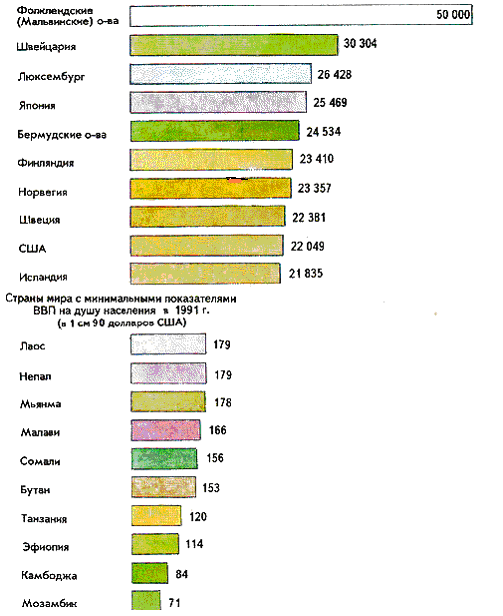 Фолклендские
(Мальвинские) о-ва 50 000
Швейцария 30 304
Люксембург 26 428
Япония 25 469
Бермудские о-ва 24 534
Финляндия 23 410
Норвегия 23 357
Швеция 22 381
США 22 049
Исландия 21 835
Страны мира с минимальными показателями
ВВП на душу населения в 1991 г.
(в 1 см 90 долларов США)
Лаос 179
Непал 179
Мьянма 178
Малави 166
Сомали 156
Бутан 153
Танзания 120
Эфиопия 114
Камбоджа 84
Мозамбик 71